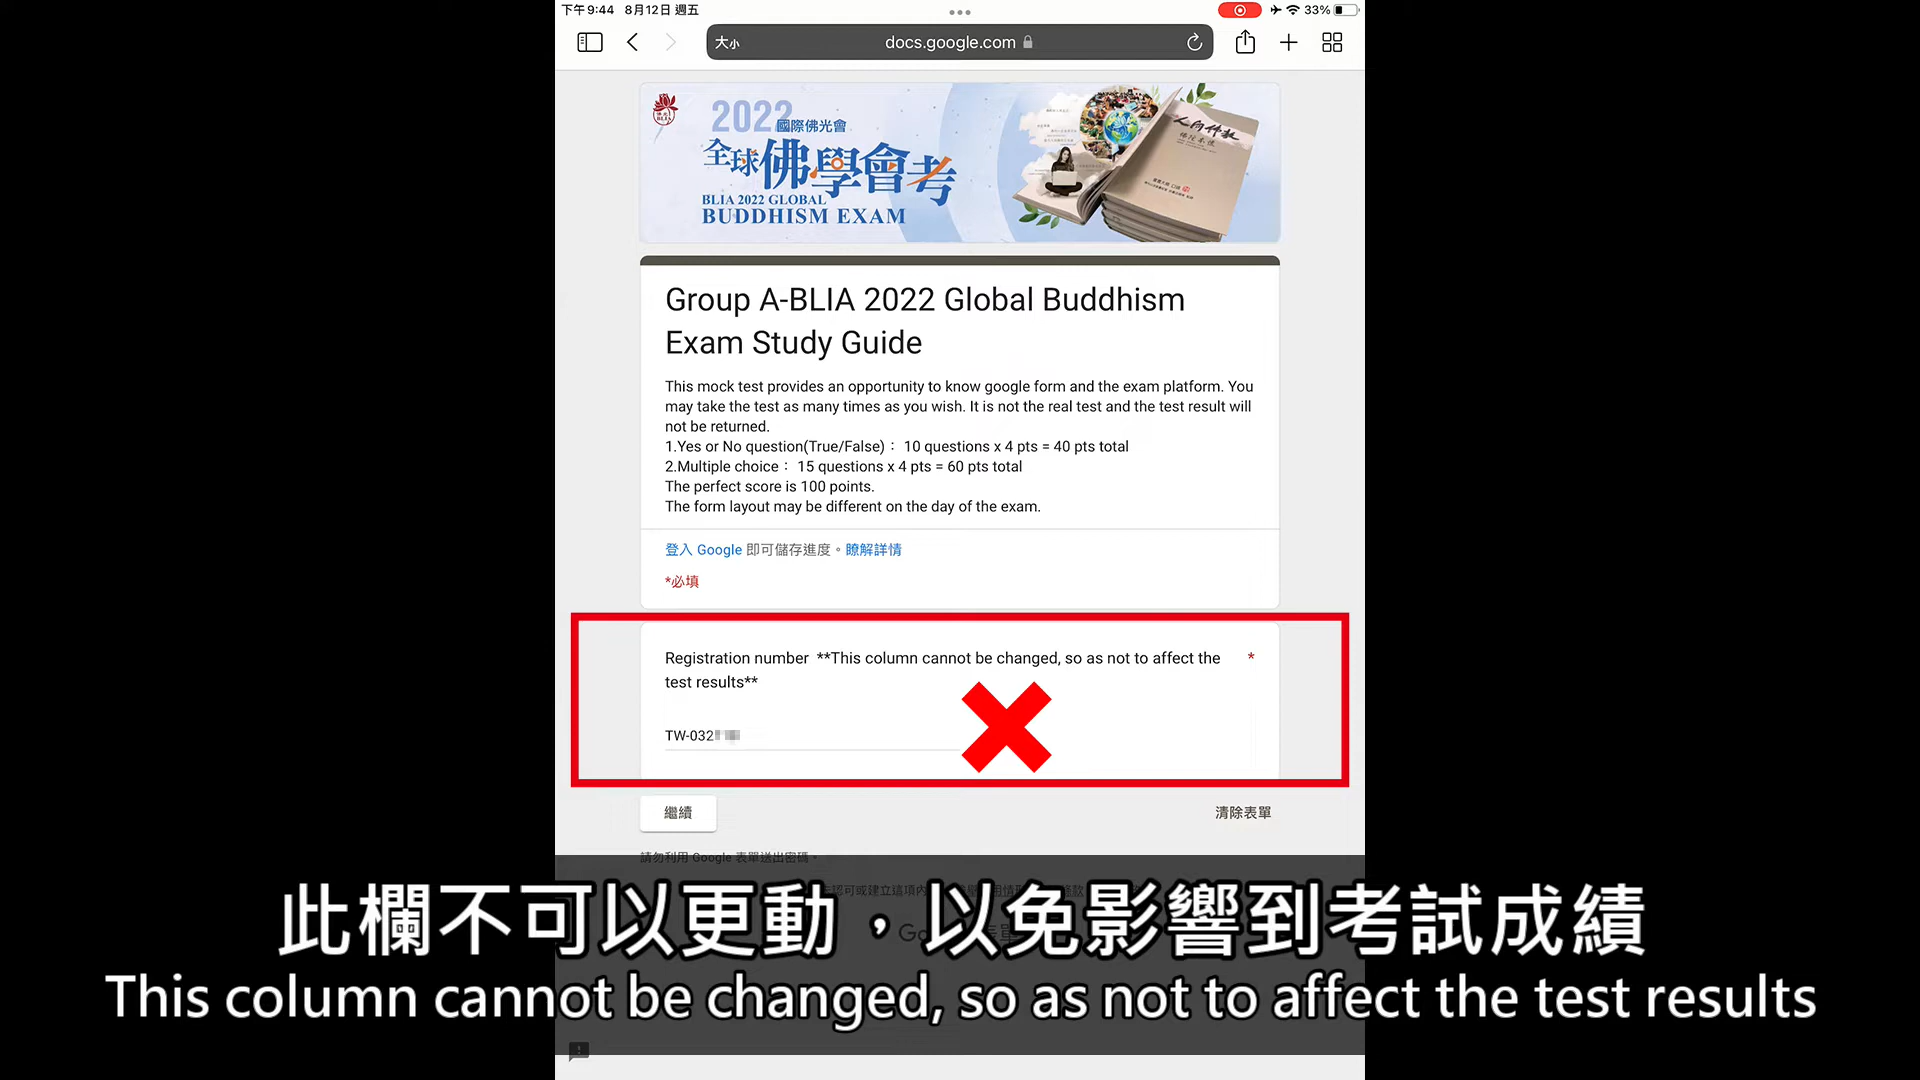 下午9:44 8月12日 週五
33%
大小
docs.google.com
BLIA
2022 國際佛光會
全球佛學會考
BLIA 2022 GLOBAL
BUDDHISM EXAM
人間佛教
佛陀本懷
Group A-BLIA 2022 Global Buddhism
Exam Study Guide
This mock test provides an opportunity to know google form and the exam platform. You
may take the test as many times as you wish. It is not the real test and the test result will
not be returned.
1.Yes or No question(True/False)： 10 questions x 4 pts = 40 pts total
2.Multiple choice： 15 questions x 4 pts = 60 pts total
The perfect score is 100 points.
The form layout may be different on the day of the exam.
登入 Google 即可儲存進度。瞭解詳情
*必填
Registration number **This column cannot be changed, so as not to affect the *
test results**
TW-032
繼續
清除表單
請勿利用 Google 表單送出密碼。
此欄不可以更動，以免影響到考試成績
This column cannot be changed, so as not to affect the test results